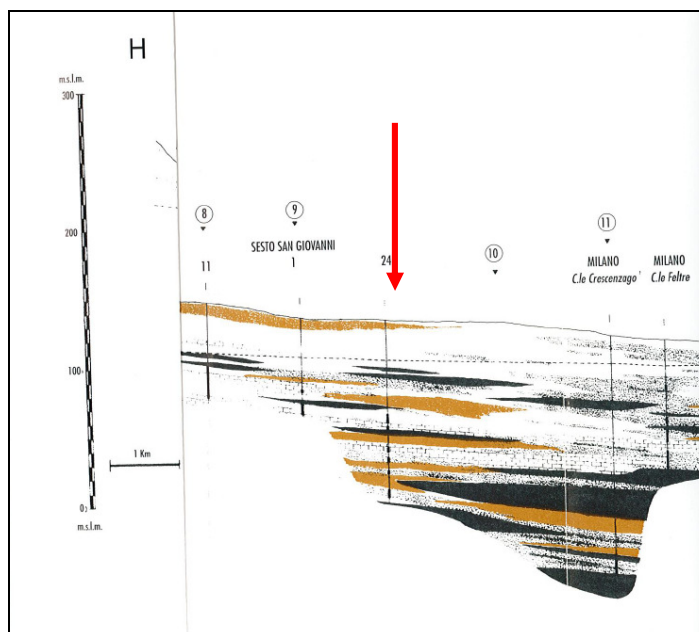 H
m.s.l.m.
300
200
100
0
m.s.l.m.
1 Km
8
11
9
SESTO SAN GIOVANNI
1
24
10
11
MILANO
C.le Crescenzago
MILANO
C.le Feltre